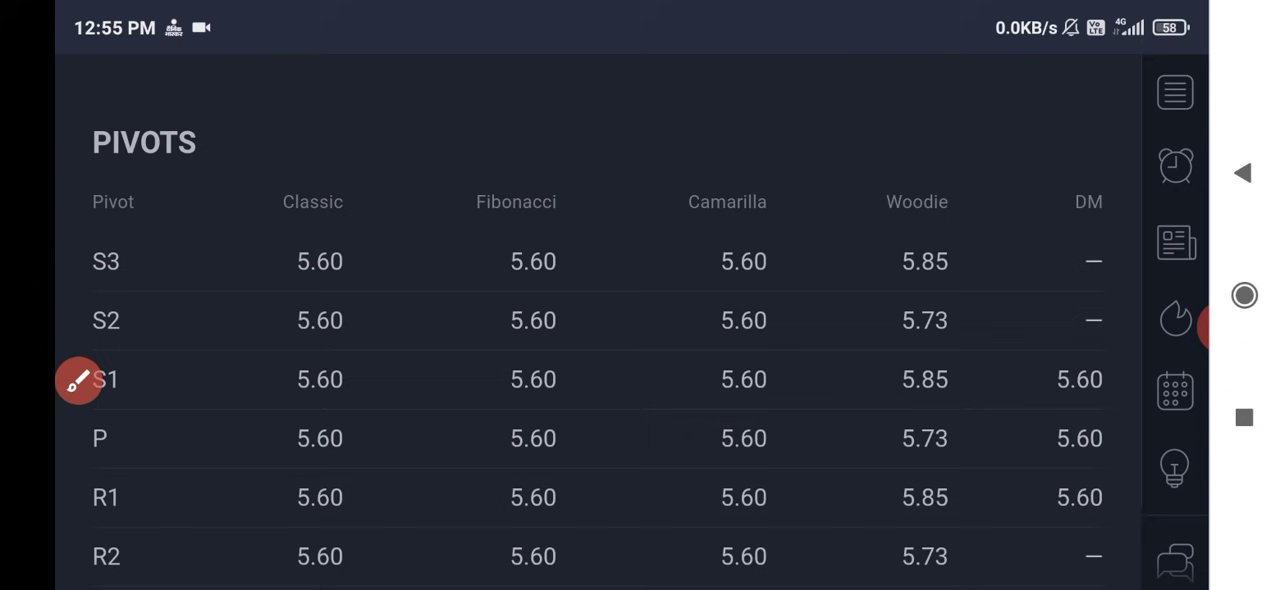 12:55 PM 0.0KB/s 4G 58
PIVOTS
Pivot Classic Fibonacci Camarilla Woodie DM
S3 5.60 5.60 5.60 5.85 —
S2 5.60 5.60 5.60 5.73 —
S1 5.60 5.60 5.60 5.85 5.60
P 5.60 5.60 5.60 5.73 5.60
R1 5.60 5.60 5.60 5.85 5.60
R2 5.60 5.60 5.60 5.73 —